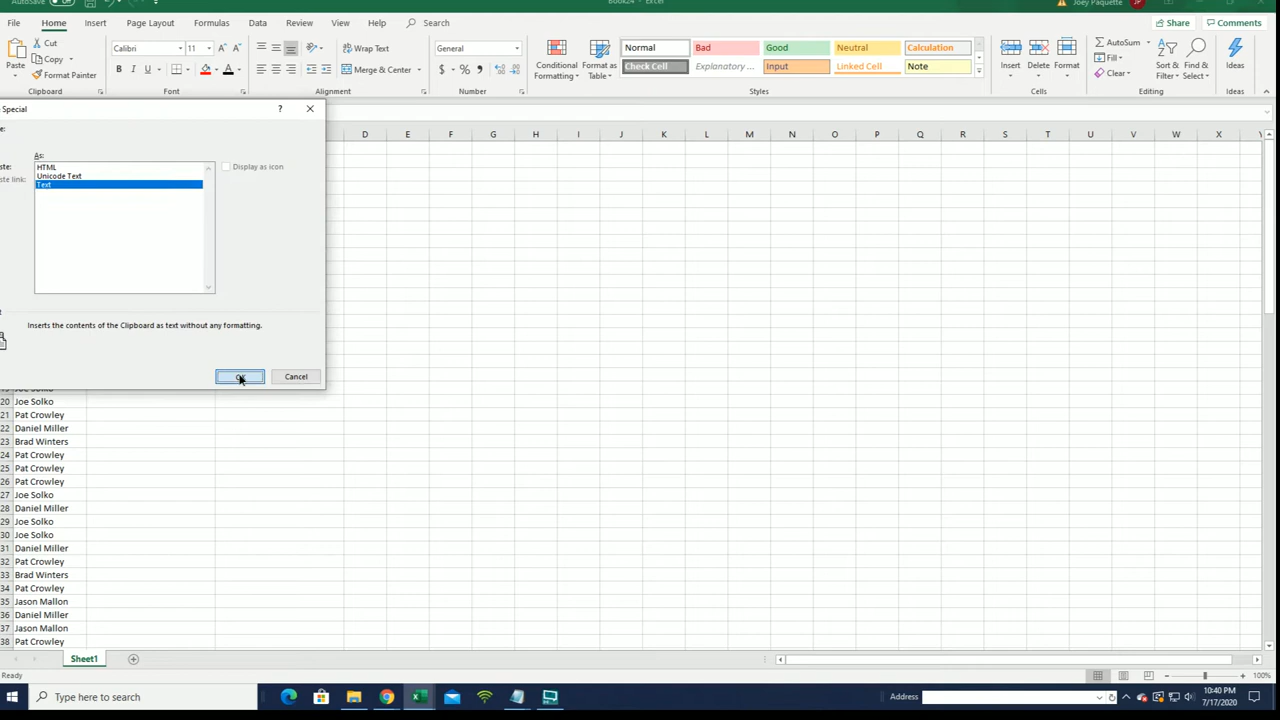 AutoSave Off Book24 - Excel Joey Paquette JP
File Home Insert Page Layout Formulas Data Review View Help Search Share Comments
Paste Cut Copy Format Painter Clipboard
Calibri 11 A A B I U A Font
Wrap Text Merge & Center Alignment
General $ % , Number
Conditional Formatting Format as Table
Normal Bad Good Neutral Calculation
Check Cell Explanary ... Input Linked Cell Note
Styles
Insert Delete Format Cells
AutoSum Fill Clear Sort & Filter Find & Select Ideas
Editing Ideas
Special ? ×
As:
HTML
Unicode Text
Text
Display as icon
Inserts the contents of the Clipboard as text without any formatting.
Cancel
D E F G H I J K L M N O P Q R S T U V W X
Joe Solko
20 Joe Solko
21 Pat Crowley
22 Daniel Miller
23 Brad Winters
24 Pat Crowley
25 Pat Crowley
26 Pat Crowley
27 Joe Solko
28 Daniel Miller
29 Joe Solko
30 Joe Solko
31 Daniel Miller
32 Pat Crowley
33 Brad Winters
34 Pat Crowley
35 Jason Mallon
36 Daniel Miller
37 Jason Mallon
38 Pat Crowley
Sheet1
Ready 100%
Type here to search Address 10:40 PM
7/17/2020